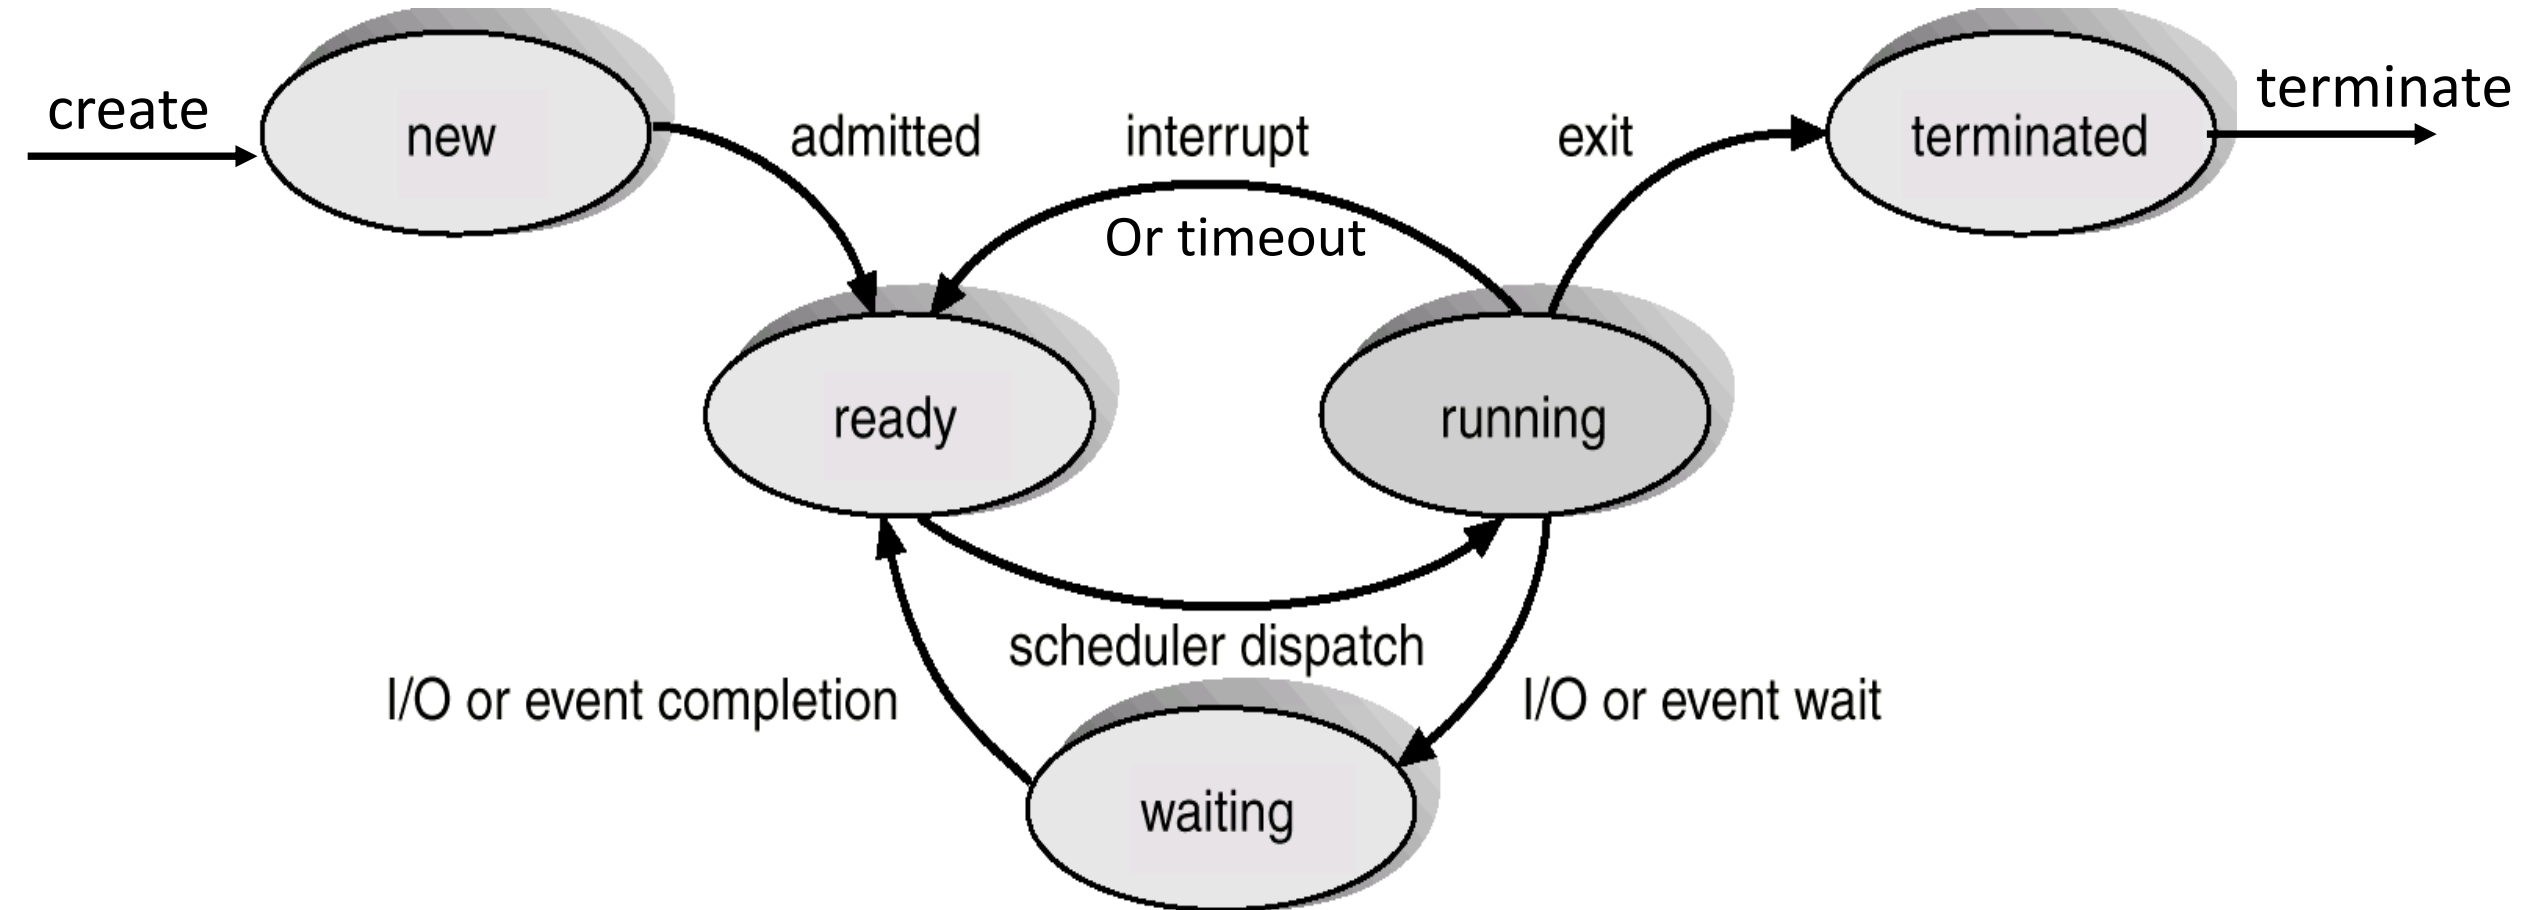 create
new
admitted
interrupt
Or timeout
exit
terminated
terminate
ready
running
scheduler dispatch
I/O or event completion
I/O or event wait
waiting